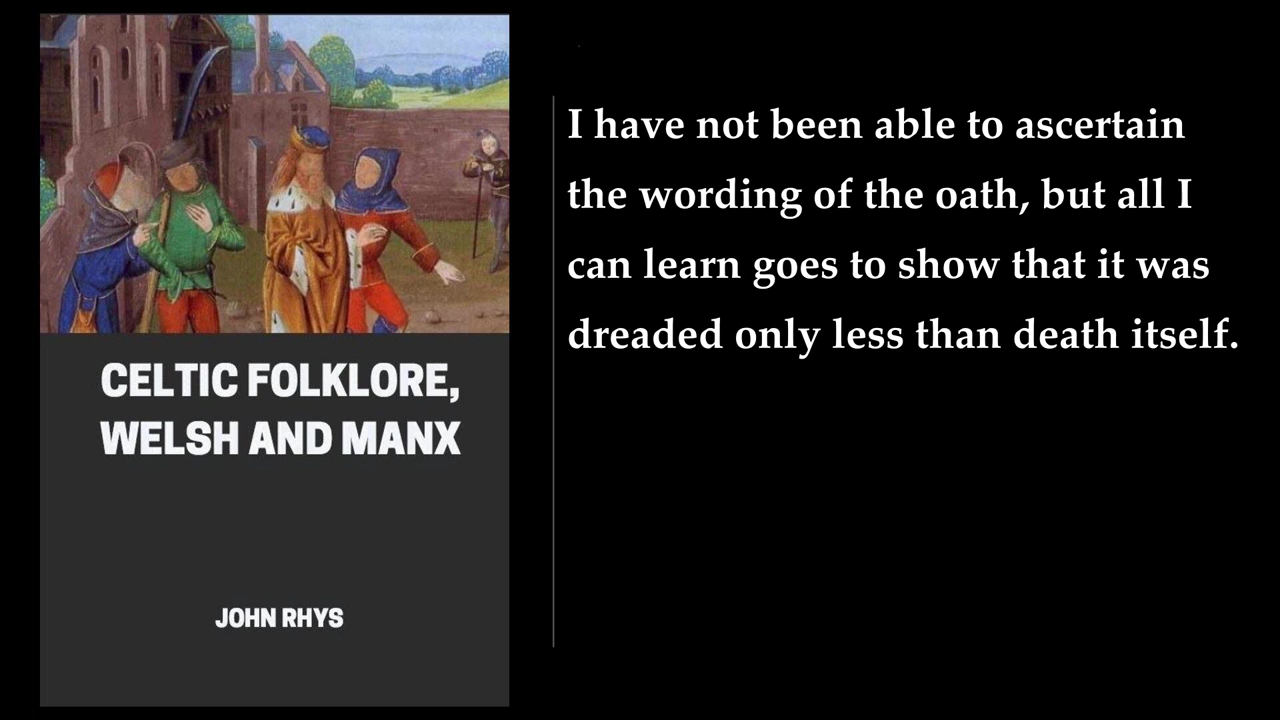 CELTIC FOLKLORE,
WELSH AND MANX
JOHN RHYS
I have not been able to ascertain
the wording of the oath, but all I
can learn goes to show that it was
dreaded only less than death itself.